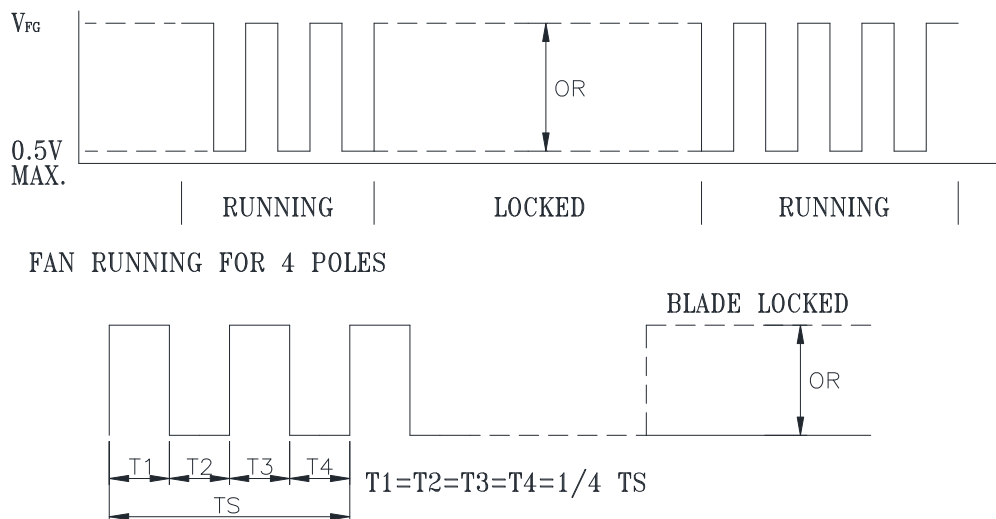 VFG
OR
0.5V
MAX.
RUNNING LOCKED RUNNING
FAN RUNNING FOR 4 POLES
BLADE LOCKED
OR
T1 T2 T3 T4
T1=T2=T3=T4=1/4 TS
TS